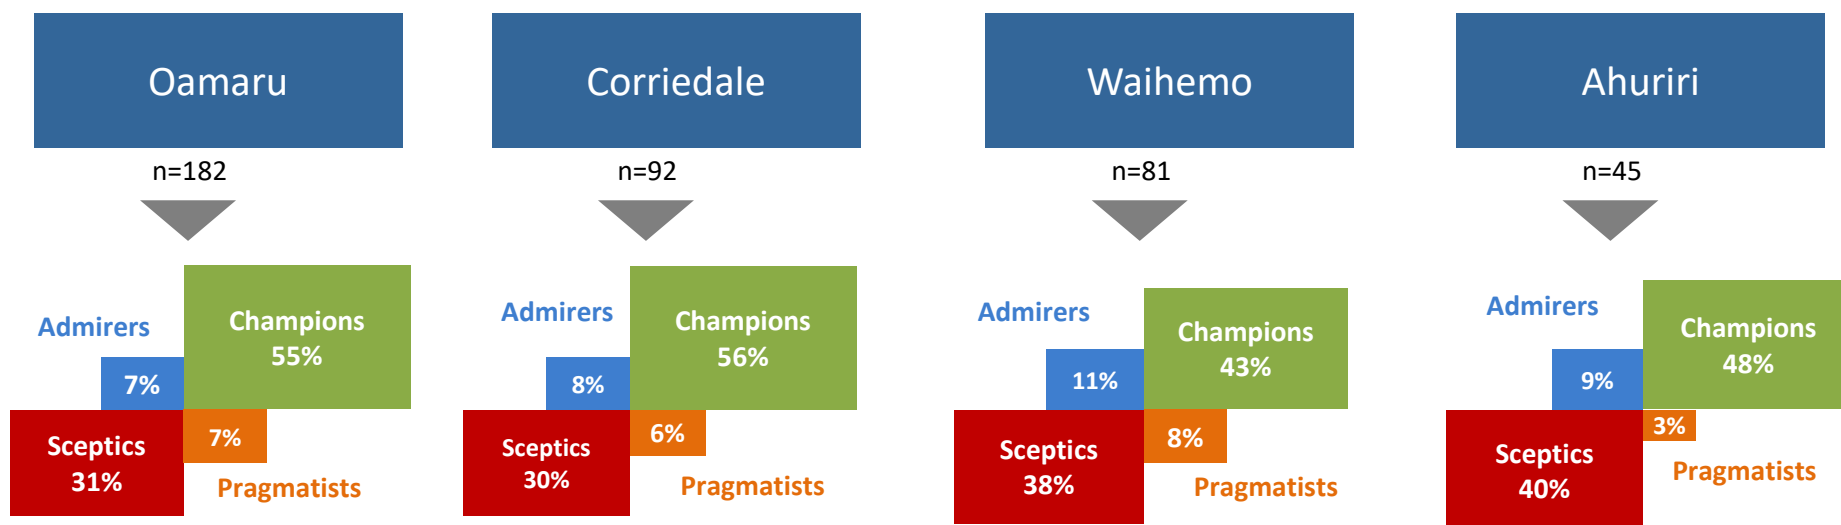 Oamaru
n=182
Admirers
7%
Champions
55%
Sceptics
31%
7%
Pragmatists
Corriedale
n=92
Admirers
8%
Champions
56%
Sceptics
30%
6%
Pragmatists
Waihemo
n=81
Admirers
11%
Champions
43%
Sceptics
38%
8%
Pragmatists
Ahuriri
n=45
Admirers
9%
Champions
48%
Sceptics
40%
3%
Pragmatists